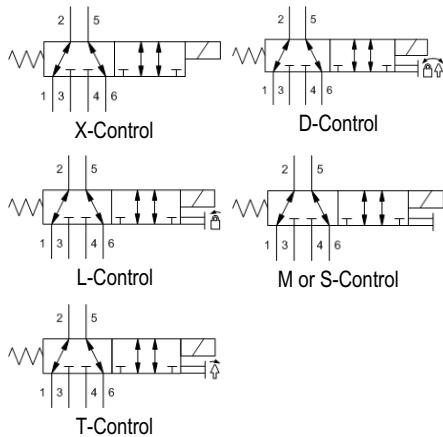 2 5
1 3 4 6
X-Control
2 5
1 3 4 6
D-Control
2 5
1 3 4 6
L-Control
2 5
1 3 4 6
M or S-Control
2 5
1 3 4 6
T-Control